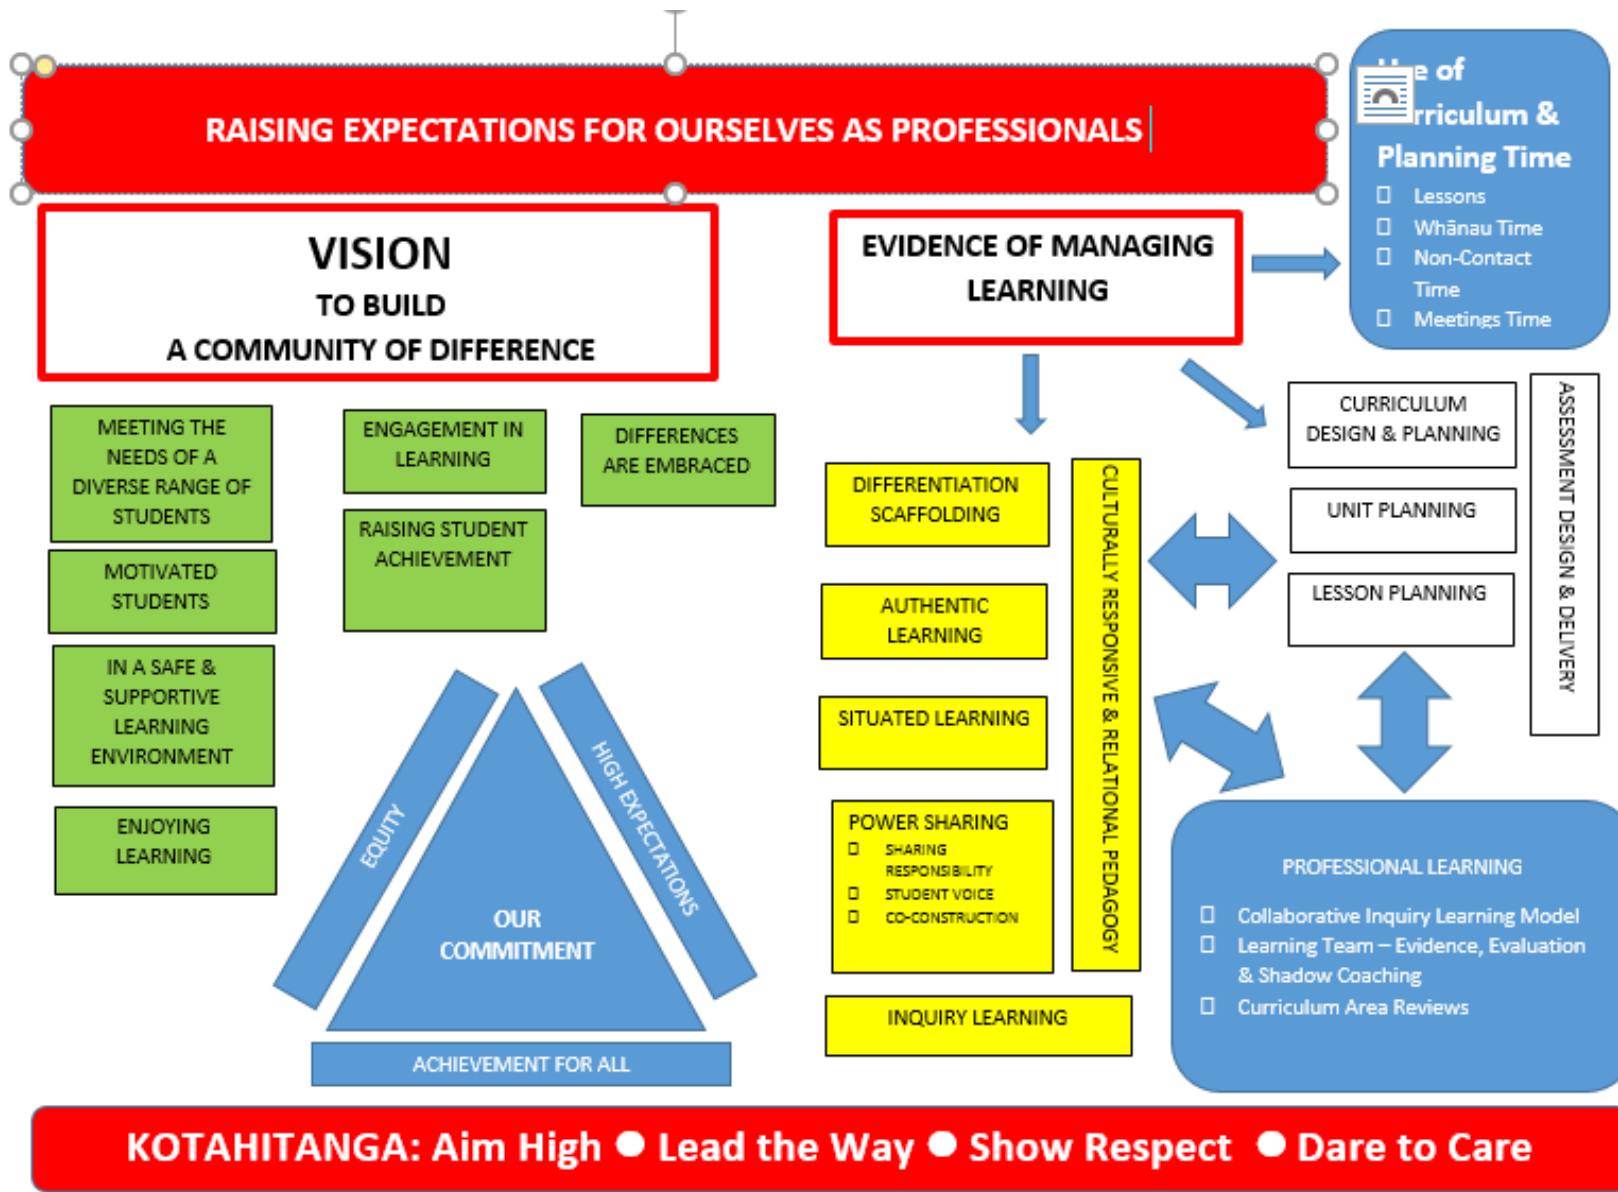 RAISING EXPECTATIONS FOR OURSELVES AS PROFESSIONALS
of
&
Planning Time
Lessons
Whānau Time
Non-Contact
Time
Meetings Time
VISION
TO BUILD
A COMMUNITY OF DIFFERENCE
EVIDENCE OF MANAGING
LEARNING
MEETING THE
NEEDS OF A
DIVERSE RANGE OF
STUDENTS
MOTIVATED
STUDENTS
IN A SAFE &
SUPPORTIVE
LEARNING
ENVIRONMENT
ENJOYING
LEARNING
ENGAGEMENT IN
LEARNING
RAISING STUDENT
ACHIEVEMENT
DIFFERENCES
ARE EMBRACED
EQUITY
HIGH EXPECTATIONS
OUR
COMMITMENT
ACHIEVEMENT FOR ALL
DIFFERENTIATION
SCAFFOLDING
AUTHENTIC
LEARNING
SITUATED LEARNING
POWER SHARING
SHARING
RESPONSIBILITY
STUDENT VOICE
CO-CONSTRUCTION
INQUIRY LEARNING
CULTURALLY RESPONSIVE & RELATIONAL PEDAGOGY
CURRICULUM
DESIGN & PLANNING
UNIT PLANNING
LESSON PLANNING
ASSESSMENT DESIGN & DELIVERY
PROFESSIONAL LEARNING
Collaborative Inquiry Learning Model
Learning Team – Evidence, Evaluation
& Shadow Coaching
Curriculum Area Reviews
KOTAHITANGA: Aim High ● Lead the Way ● Show Respect ● Dare to Care